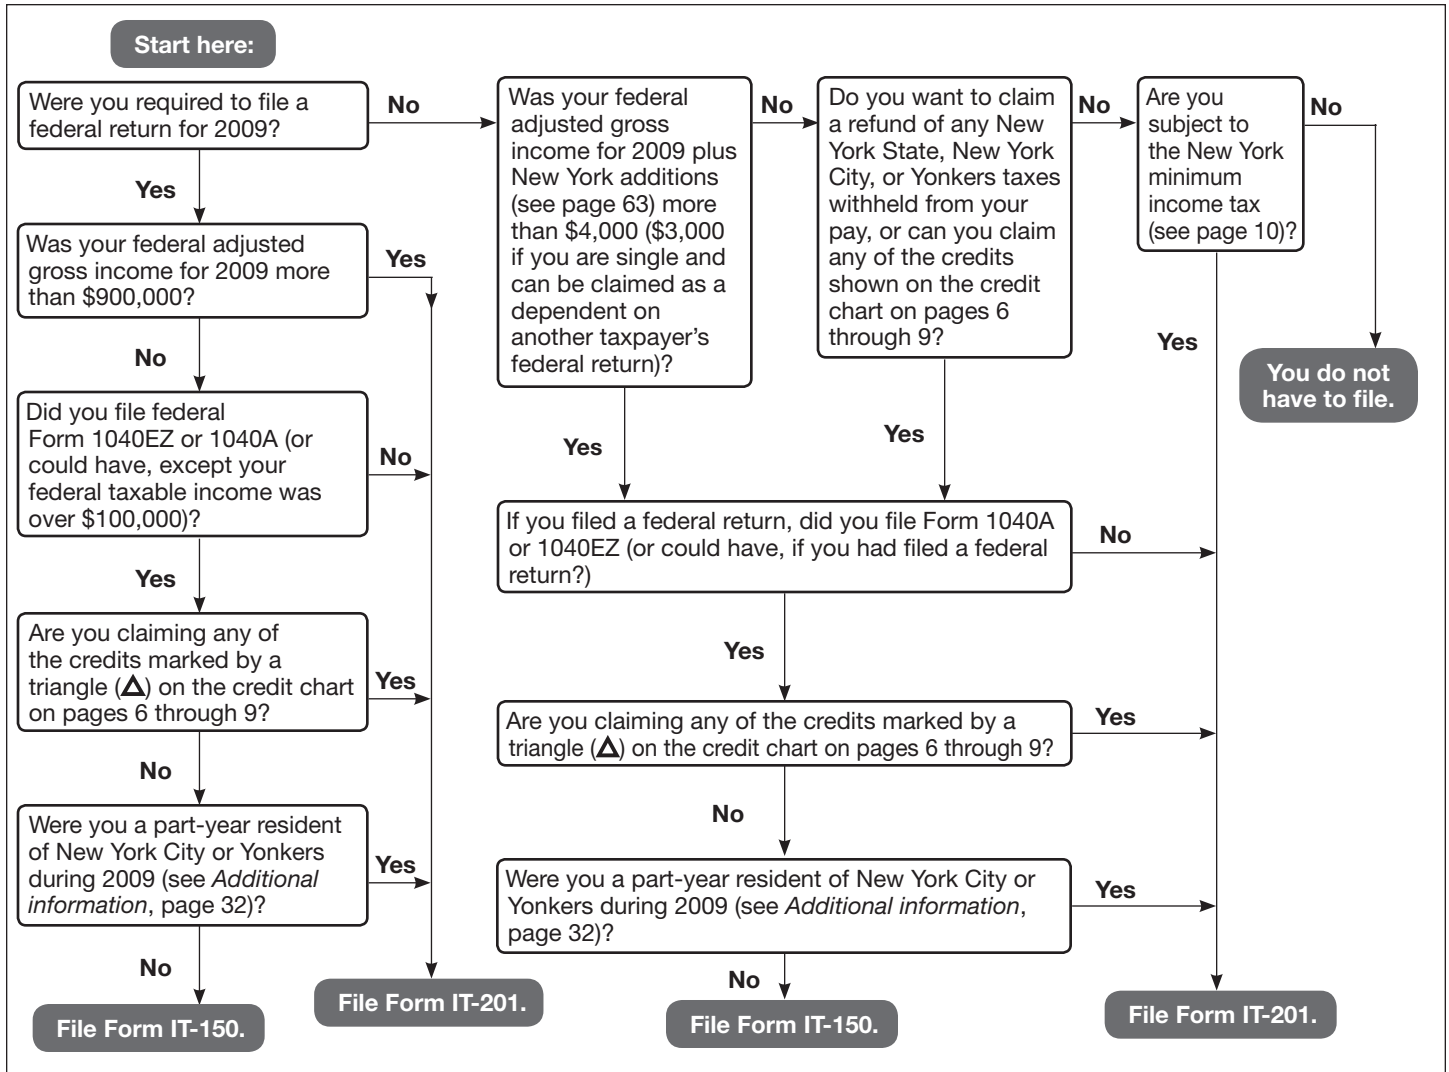 Start here:
Were you required to file a
federal return for 2009?
No
Yes
Was your federal adjusted
gross income for 2009 more
than $900,000?
Yes
No
Did you file federal
Form 1040EZ or 1040A (or
could have, except your
federal taxable income was
over $100,000)?
No
Yes
Are you claiming any of
the credits marked by a
triangle (△) on the credit chart
on pages 6 through 9?
Yes
No
Were you a part-year resident
of New York City or Yonkers
during 2009 (see Additional
information, page 32)?
Yes
No
File Form IT-150.
File Form IT-201.
Was your federal
adjusted gross
income for 2009 plus
New York additions
(see page 63) more
than $4,000 ($3,000
if you are single and
can be claimed as a
dependent on
another taxpayer’s
federal return)?
No
Yes
Do you want to claim
a refund of any New
York State, New York
City, or Yonkers taxes
withheld from your
pay, or can you claim
any of the credits
shown on the credit
chart on pages 6
through 9?
No
Yes
Are you
subject to
the New York
minimum
income tax
(see page 10)?
No
Yes
You do not
have to file.
If you filed a federal return, did you file Form 1040A
or 1040EZ (or could have, if you had filed a federal
return?)
No
Yes
Are you claiming any of the credits marked by a
triangle (△) on the credit chart on pages 6 through 9?
Yes
No
Were you a part-year resident of New York City or
Yonkers during 2009 (see Additional information,
page 32)?
Yes
No
File Form IT-150.
File Form IT-201.